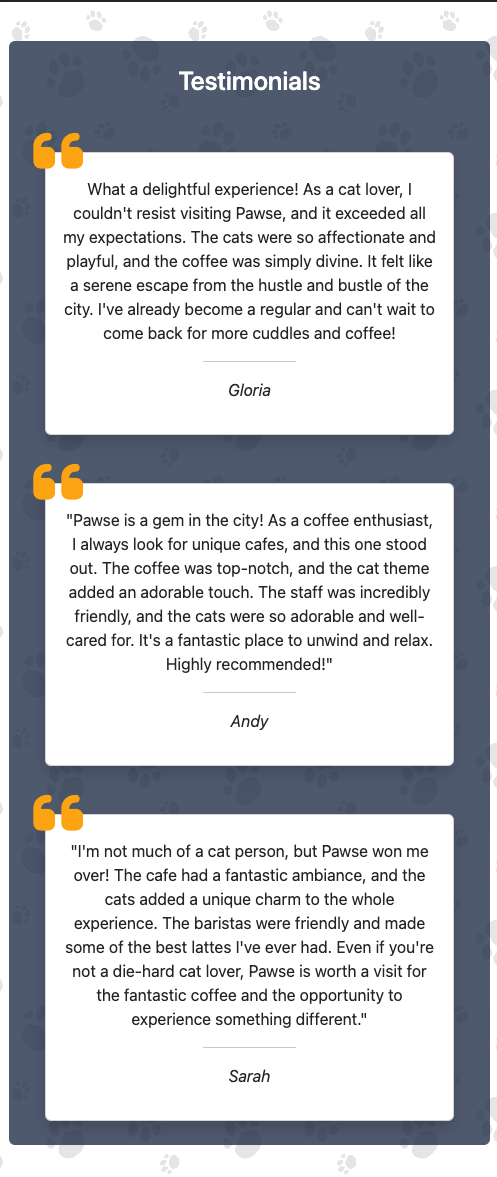 Testimonials
What a delightful experience! As a cat lover, I
couldn't resist visiting Pawse, and it exceeded all
my expectations. The cats were so affectionate and
playful, and the coffee was simply divine. It felt like
a serene escape from the hustle and bustle of the
city. I've already become a regular and can't wait to
come back for more cuddles and coffee!
Gloria
"Pawse is a gem in the city! As a coffee enthusiast,
I always look for unique cafes, and this one stood
out. The coffee was top-notch, and the cat theme
added an adorable touch. The staff was incredibly
friendly, and the cats were so adorable and well-
cared for. It's a fantastic place to unwind and relax.
Highly recommended!"
Andy
"I'm not much of a cat person, but Pawse won me
over! The cafe had a fantastic ambiance, and the
cats added a unique charm to the whole
experience. The baristas were friendly and made
some of the best lattes I've ever had. Even if you're
not a die-hard cat lover, Pawse is worth a visit for
the fantastic coffee and the opportunity to
experience something different."
Sarah